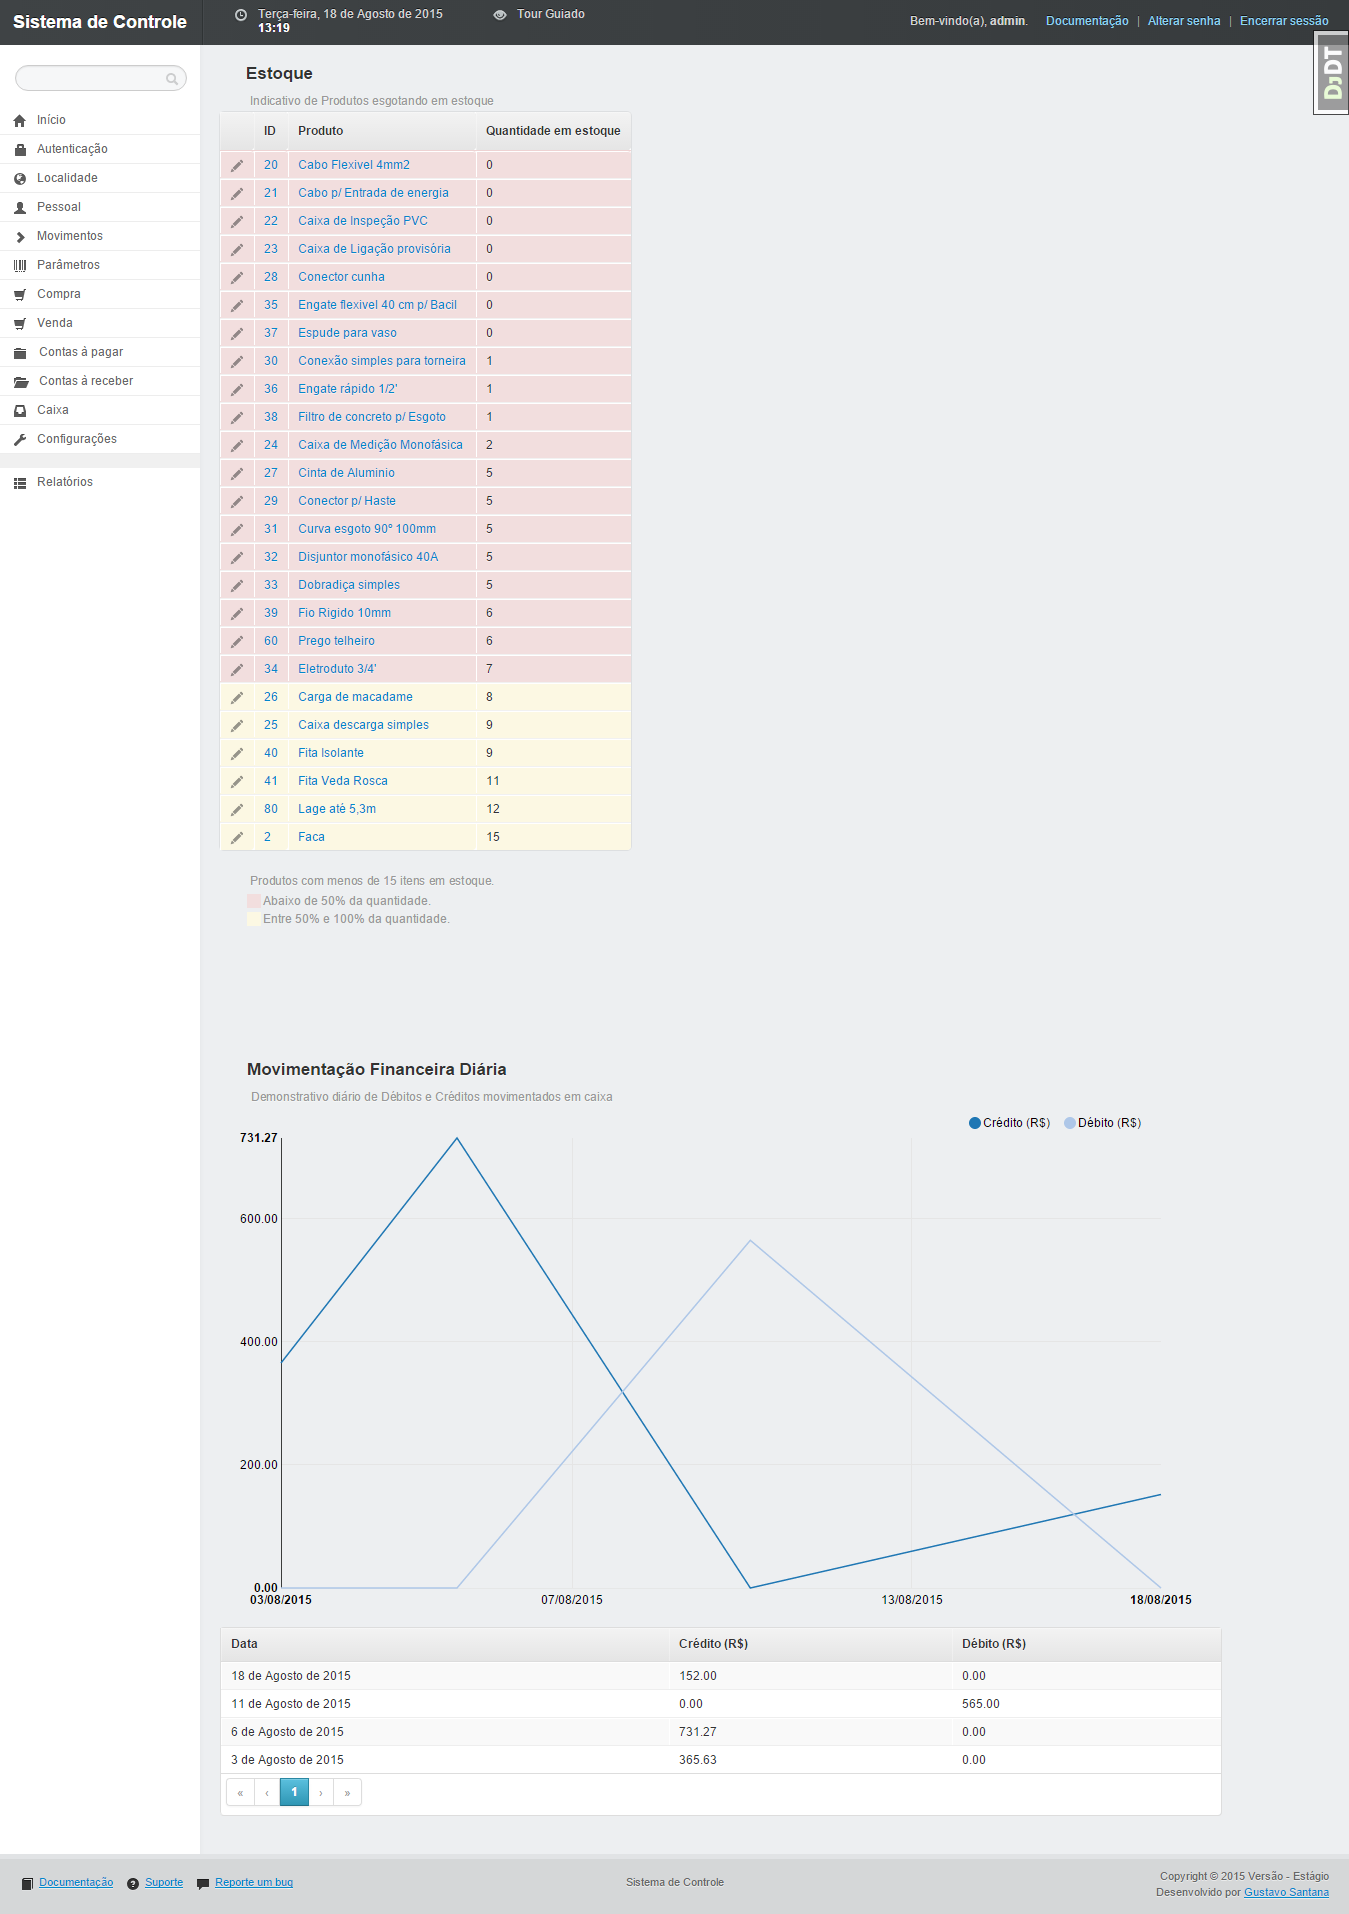 Sistema de Controle
Terça-feira, 18 de Agosto de 2015
13:19
Tour Guiado
Bem-vindo(a), admin. Documentação | Alterar senha | Encerrar sessão
DjDT
Início
Autenticação
Localidade
Pessoal
Movimentos
Parâmetros
Compra
Venda
Contas à pagar
Contas à receber
Caixa
Configurações
Relatórios
Estoque
Indicativo de Produtos esgotando em estoque
ID Produto Quantidade em estoque
20 Cabo Flexivel 4mm2 0
21 Cabo p/ Entrada de energia 0
22 Caixa de Inspeção PVC 0
23 Caixa de Ligação provisória 0
28 Conector cunha 0
35 Engate flexivel 40 cm p/ Bacil 0
37 Espude para vaso 0
30 Conexão simples para torneira 1
36 Engate rápido 1/2' 1
38 Filtro de concreto p/ Esgoto 1
24 Caixa de Medição Monofásica 2
27 Cinta de Aluminio 5
29 Conector p/ Haste 5
31 Curva esgoto 90º 100mm 5
32 Disjuntor monofásico 40A 5
33 Dobradiça simples 5
39 Fio Rigido 10mm 6
60 Prego telheiro 6
34 Eletroduto 3/4' 7
26 Carga de macadame 8
25 Caixa descarga simples 9
40 Fita Isolante 9
41 Fita Veda Rosca 11
80 Lage até 5,3m 12
2 Faca 15
Produtos com menos de 15 itens em estoque.
Abaixo de 50% da quantidade.
Entre 50% e 100% da quantidade.
Movimentação Financeira Diária
Demonstrativo diário de Débitos e Créditos movimentados em caixa
Crédito (R$) Débito (R$)
731.27
600.00
400.00
200.00
0.00
03/08/2015 07/08/2015 13/08/2015 18/08/2015
Data Crédito (R$) Débito (R$)
18 de Agosto de 2015 152.00 0.00
11 de Agosto de 2015 0.00 565.00
6 de Agosto de 2015 731.27 0.00
3 de Agosto de 2015 365.63 0.00
« ‹ 1 › »
Documentação Suporte Reporte um bug
Sistema de Controle
Copyright © 2015 Versão - Estágio
Desenvolvido por Gustavo Santana